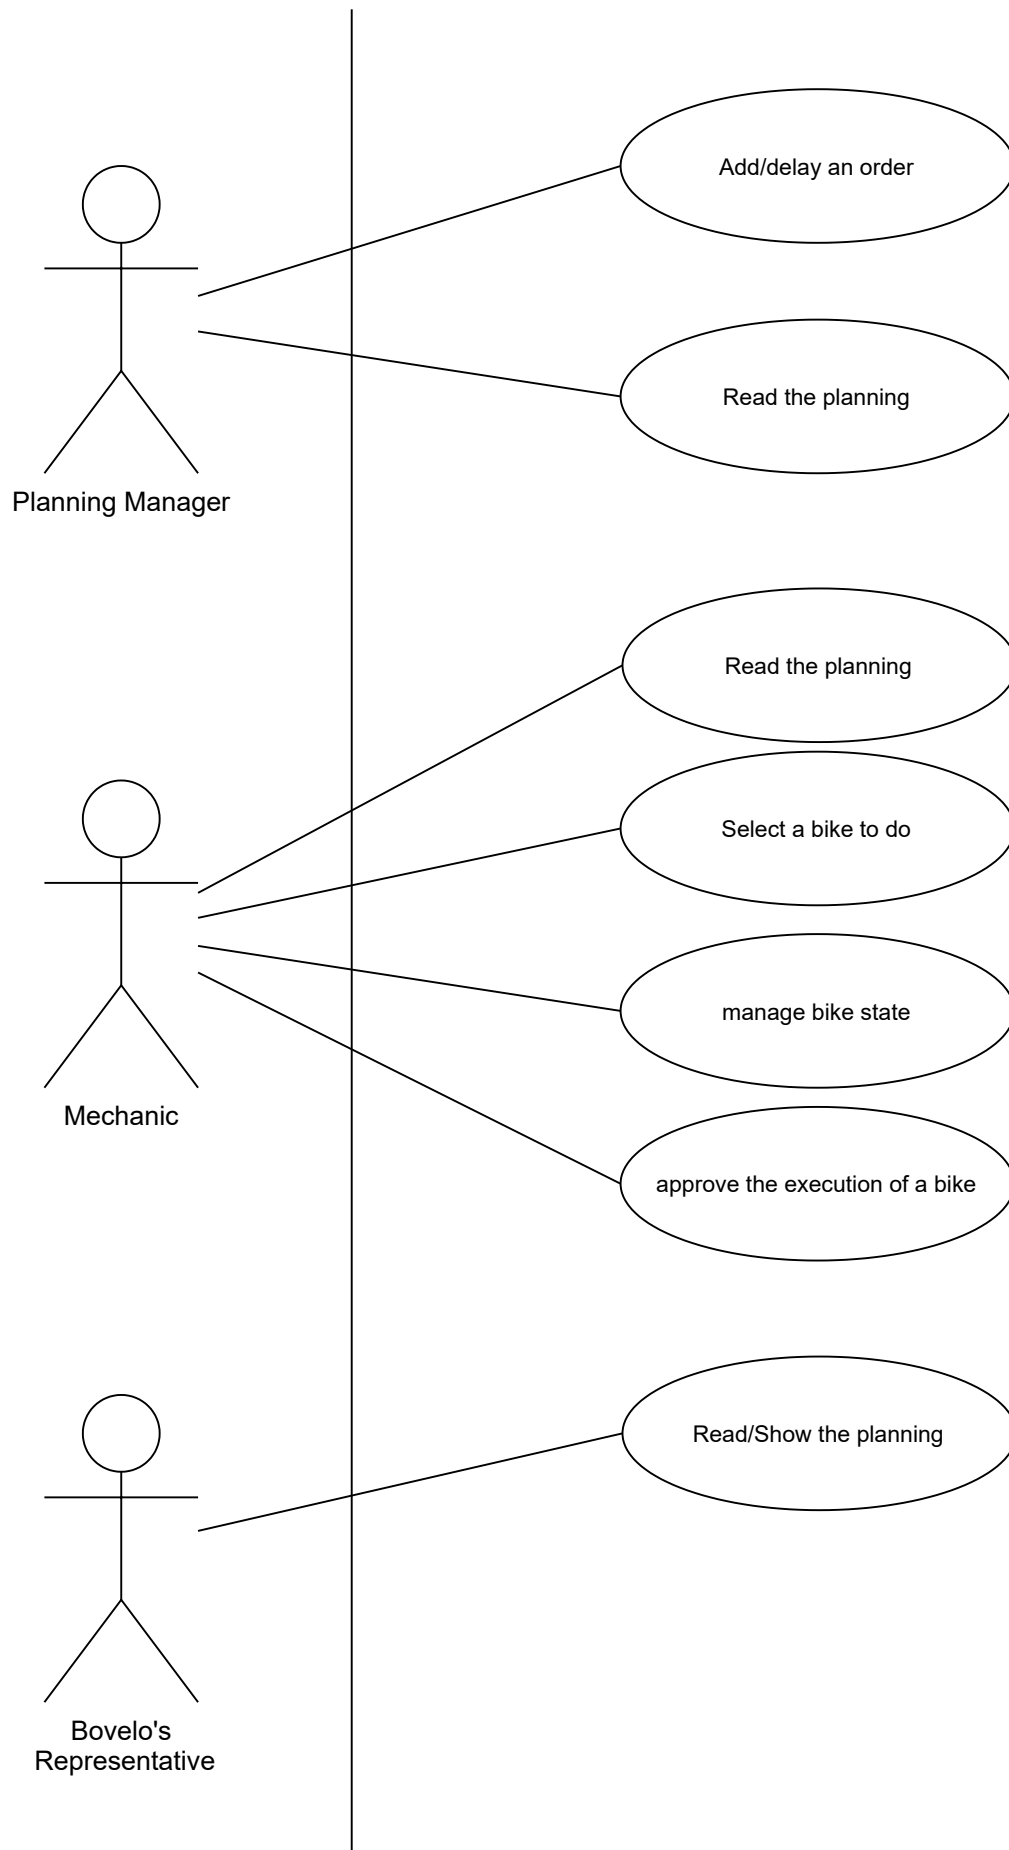 Add/delay an order
Read the planning
Planning Manager
Read the planning
Select a bike to do
manage bike state
approve the execution of a bike
Mechanic
Read/Show the planning
Bovelo's
Representative